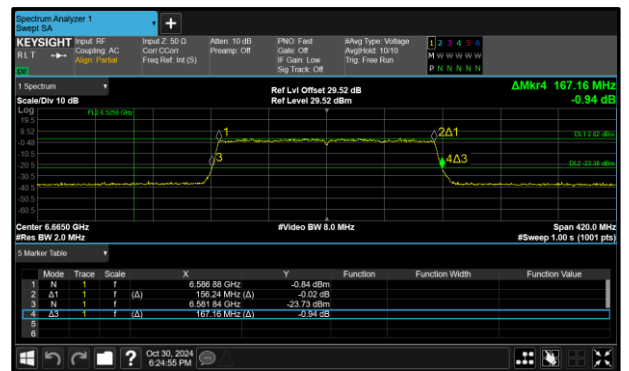 Spectrum Analyzer 1
Swept SA
+
KEYSIGHT Input: RF Input Z: 50 Ω Atten: 10 dB PNO: Fast #Avg Type: Voltage 1 2 3 4 5 6
RLT Coupling: AC Corr CCorr Preamp: Off Gate: Off Avg|Hold: 10/10 M W W W W W
Align: Partial Freq Ref: Int (S) IF Gain: Low Trig: Free Run P N N N N N
Sig Track: Off
1 Spectrum Ref Lvl Offset 29.52 dB ΔMkr4 167.16 MHz
Scale/Div 10 dB Ref Level 29.52 dBm -0.94 dB
Log
19.5
9.52
-0.48
-10.5
-20.5
-30.5
-40.5
-50.5
-60.5
1
2Δ1
3
4Δ3
DL1 2.62 dBm
DL2 -23.38 dBm
Center 6.6650 GHz #Video BW 8.0 MHz Span 420.0 MHz
#Res BW 2.0 MHz #Sweep 1.00 s (1001 pts)
5 Marker Table
Mode Trace Scale X Y Function Function Width Function Value
1 N 1 f 6.586 88 GHz -0.84 dBm
2 Δ1 1 f (Δ) 156.24 MHz (Δ) -0.02 dB
3 N 1 f 6.581 84 GHz -23.73 dBm
4 Δ3 1 f (Δ) 167.16 MHz (Δ) -0.94 dB
5
6
? Oct 30, 2024
6:24:55 PM